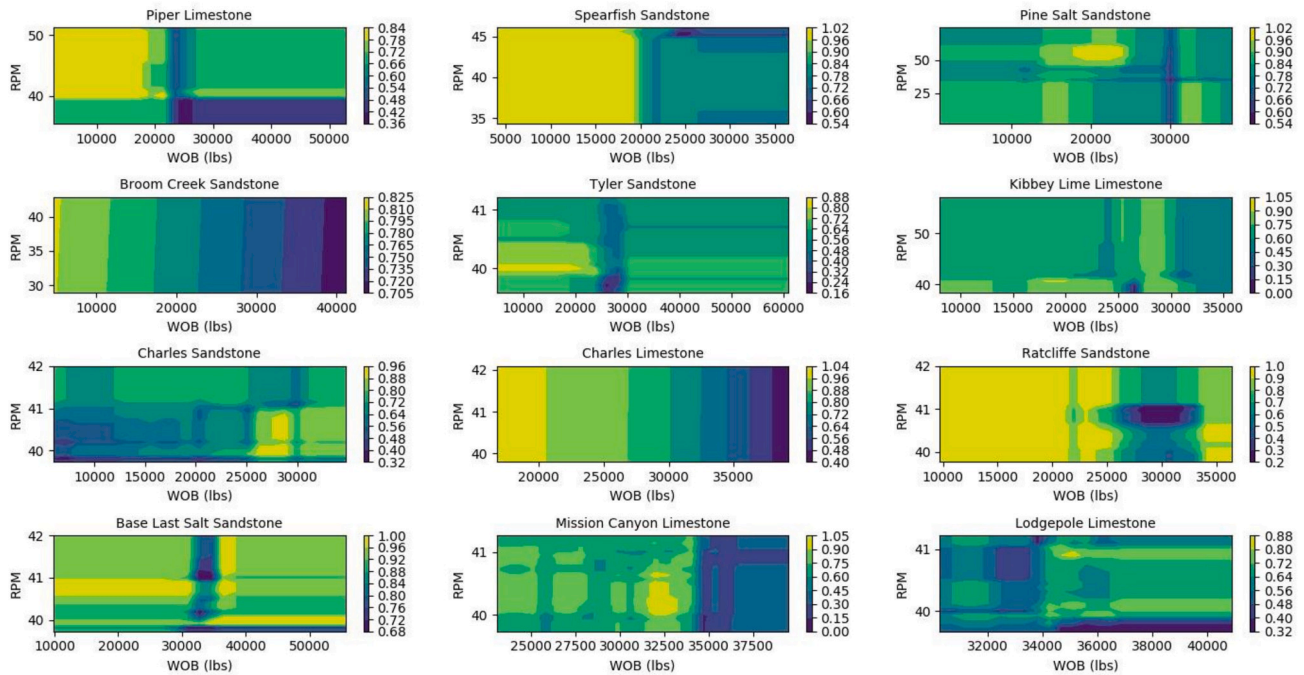 Piper Limestone
RPM
50
40
10000 20000 30000 40000 50000
WOB (lbs)
0.84
0.78
0.72
0.66
0.60
0.54
0.48
0.42
0.36
Spearfish Sandstone
RPM
45
40
35
5000 10000 15000 20000 25000 30000 35000
WOB (lbs)
1.02
0.96
0.90
0.84
0.78
0.72
0.66
0.60
0.54
Pine Salt Sandstone
RPM
50
25
10000 20000 30000
WOB (lbs)
1.02
0.96
0.90
0.84
0.78
0.72
0.66
0.60
0.54
Broom Creek Sandstone
RPM
40
35
30
10000 20000 30000 40000
WOB (lbs)
0.825
0.810
0.795
0.780
0.765
0.750
0.735
0.720
0.705
Tyler Sandstone
RPM
41
40
10000 20000 30000 40000 50000 60000
WOB (lbs)
0.88
0.80
0.72
0.64
0.56
0.48
0.40
0.32
0.24
0.16
Kibbey Lime Limestone
RPM
50
40
10000 15000 20000 25000 30000 35000
WOB (lbs)
1.05
0.90
0.75
0.60
0.45
0.30
0.15
0.00
Charles Sandstone
RPM
42
41
40
10000 20000 30000
WOB (lbs)
0.96
0.88
0.80
0.72
0.64
0.56
0.48
0.40
0.32
Charles Limestone
RPM
42
41
40
20000 25000 30000 35000
WOB (lbs)
1.04
0.96
0.88
0.80
0.72
0.64
0.56
0.48
0.40
Ratcliffe Sandstone
RPM
42
41
40
10000 15000 20000 25000 30000 35000
WOB (lbs)
1.0
0.9
0.8
0.7
0.6
0.5
0.4
0.3
0.2
Base Last Salt Sandstone
RPM
42
41
40
10000 20000 30000 40000 50000
WOB (lbs)
1.00
0.96
0.92
0.88
0.84
0.80
0.76
0.72
0.68
Mission Canyon Limestone
RPM
41
40
25000 27500 30000 32500 35000 37500
WOB (lbs)
1.05
0.90
0.75
0.60
0.45
0.30
0.15
0.00
Lodgepole Limestone
RPM
41
40
32000 34000 36000 38000 40000
WOB (lbs)
0.88
0.80
0.72
0.64
0.56
0.48
0.40
0.32